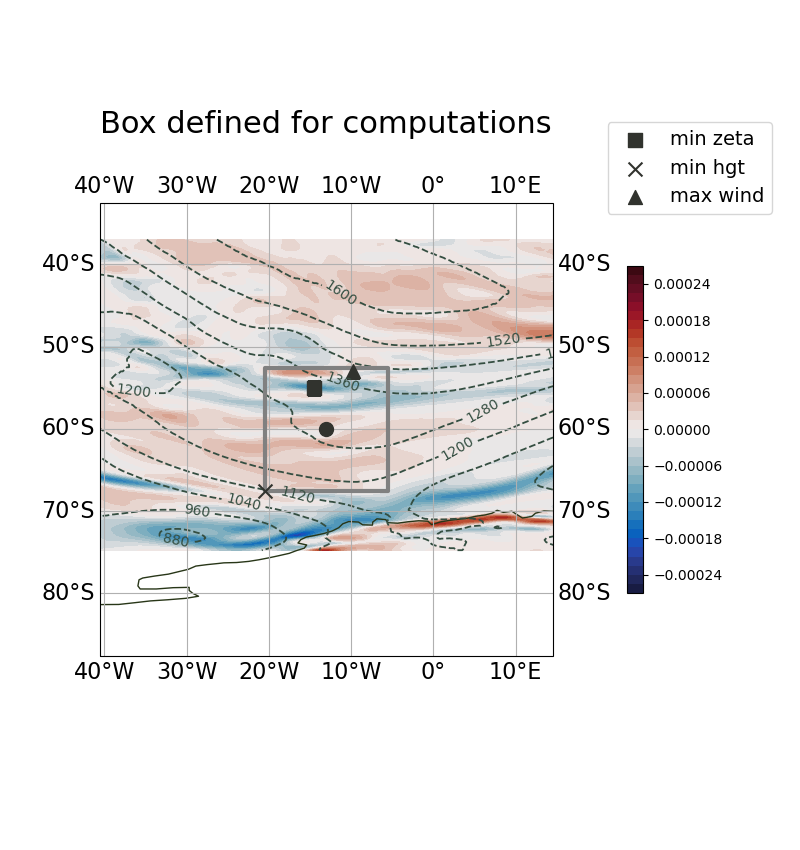 Box defined for computations
min zeta
min hgt
max wind
40°W 30°W 20°W 10°W 0° 10°E
40°S 40°S
50°S 50°S
60°S 60°S
70°S 70°S
80°S 80°S
1600
1520
1
1360
1200
1280
1200
1120
1040
960
880
40°W 30°W 20°W 10°W 0° 10°E
0.00024
0.00018
0.00012
0.00006
0.00000
−0.00006
−0.00012
−0.00018
−0.00024